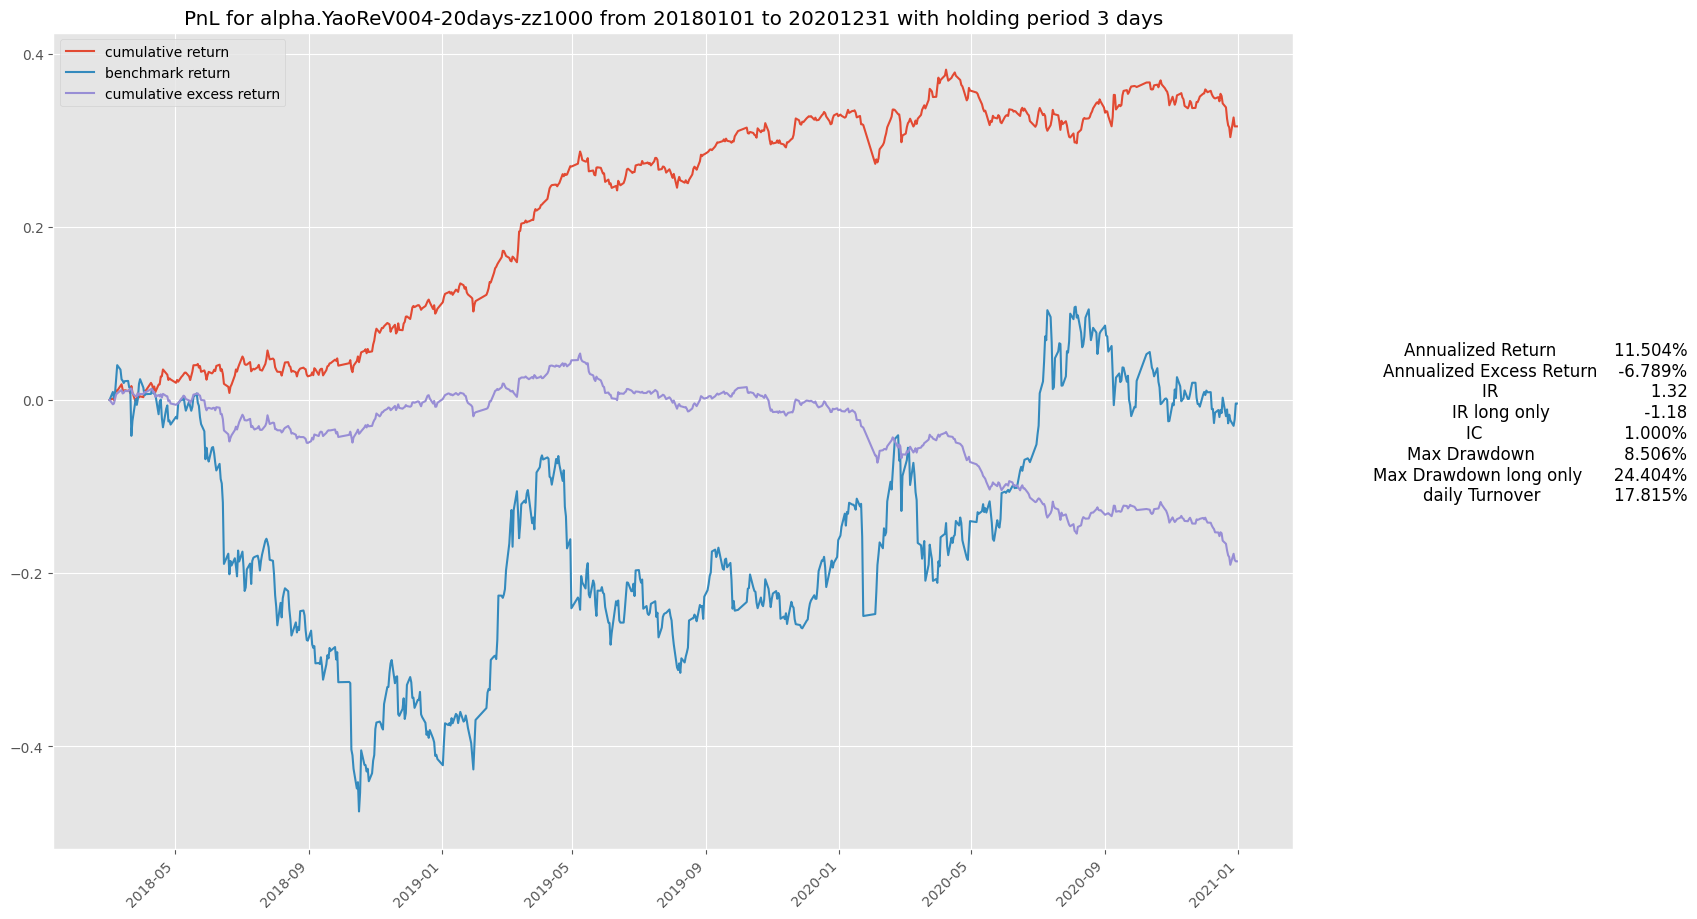 PnL for alpha.YaoReV004-20days-zz1000 from 20180101 to 20201231 with holding period 3 days
cumulative return
benchmark return
cumulative excess return
0.4
0.2
0.0
−0.2
−0.4
2018-05
2018-09
2019-01
2019-05
2019-09
2020-01
2020-05
2020-09
2021-01
Annualized Return 11.504%
Annualized Excess Return -6.789%
IR 1.32
IR long only -1.18
IC 1.000%
Max Drawdown 8.506%
Max Drawdown long only 24.404%
daily Turnover 17.815%